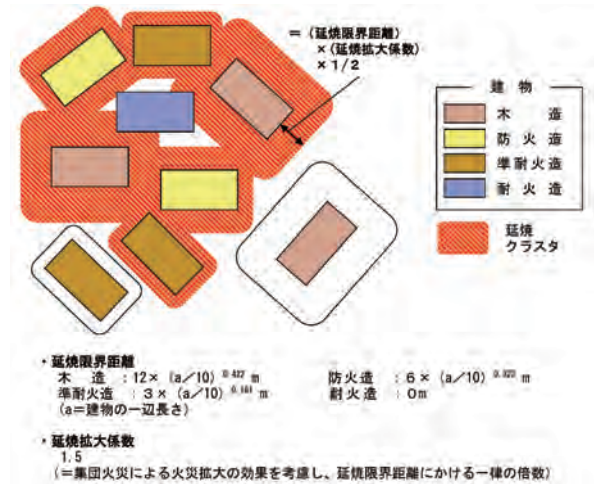 ＝（延焼限界距離）
×（延焼拡大係数）
×１/２
建 物
木 造
防 火 造
準耐火造
耐 火 造
延焼
クラスタ
・延焼限界距離
木 造 ：12×（a／10）0.422 m 防火造 ：６×（a／10）0.322 m
準耐火造 ：３×（a／10）0.181 m 耐火造 ：０m
（a＝建物の一辺長さ）
・延焼拡大係数
1.5
（＝集団火災による火災拡大の効果を考慮し、延焼限界距離にかける一律の倍数）